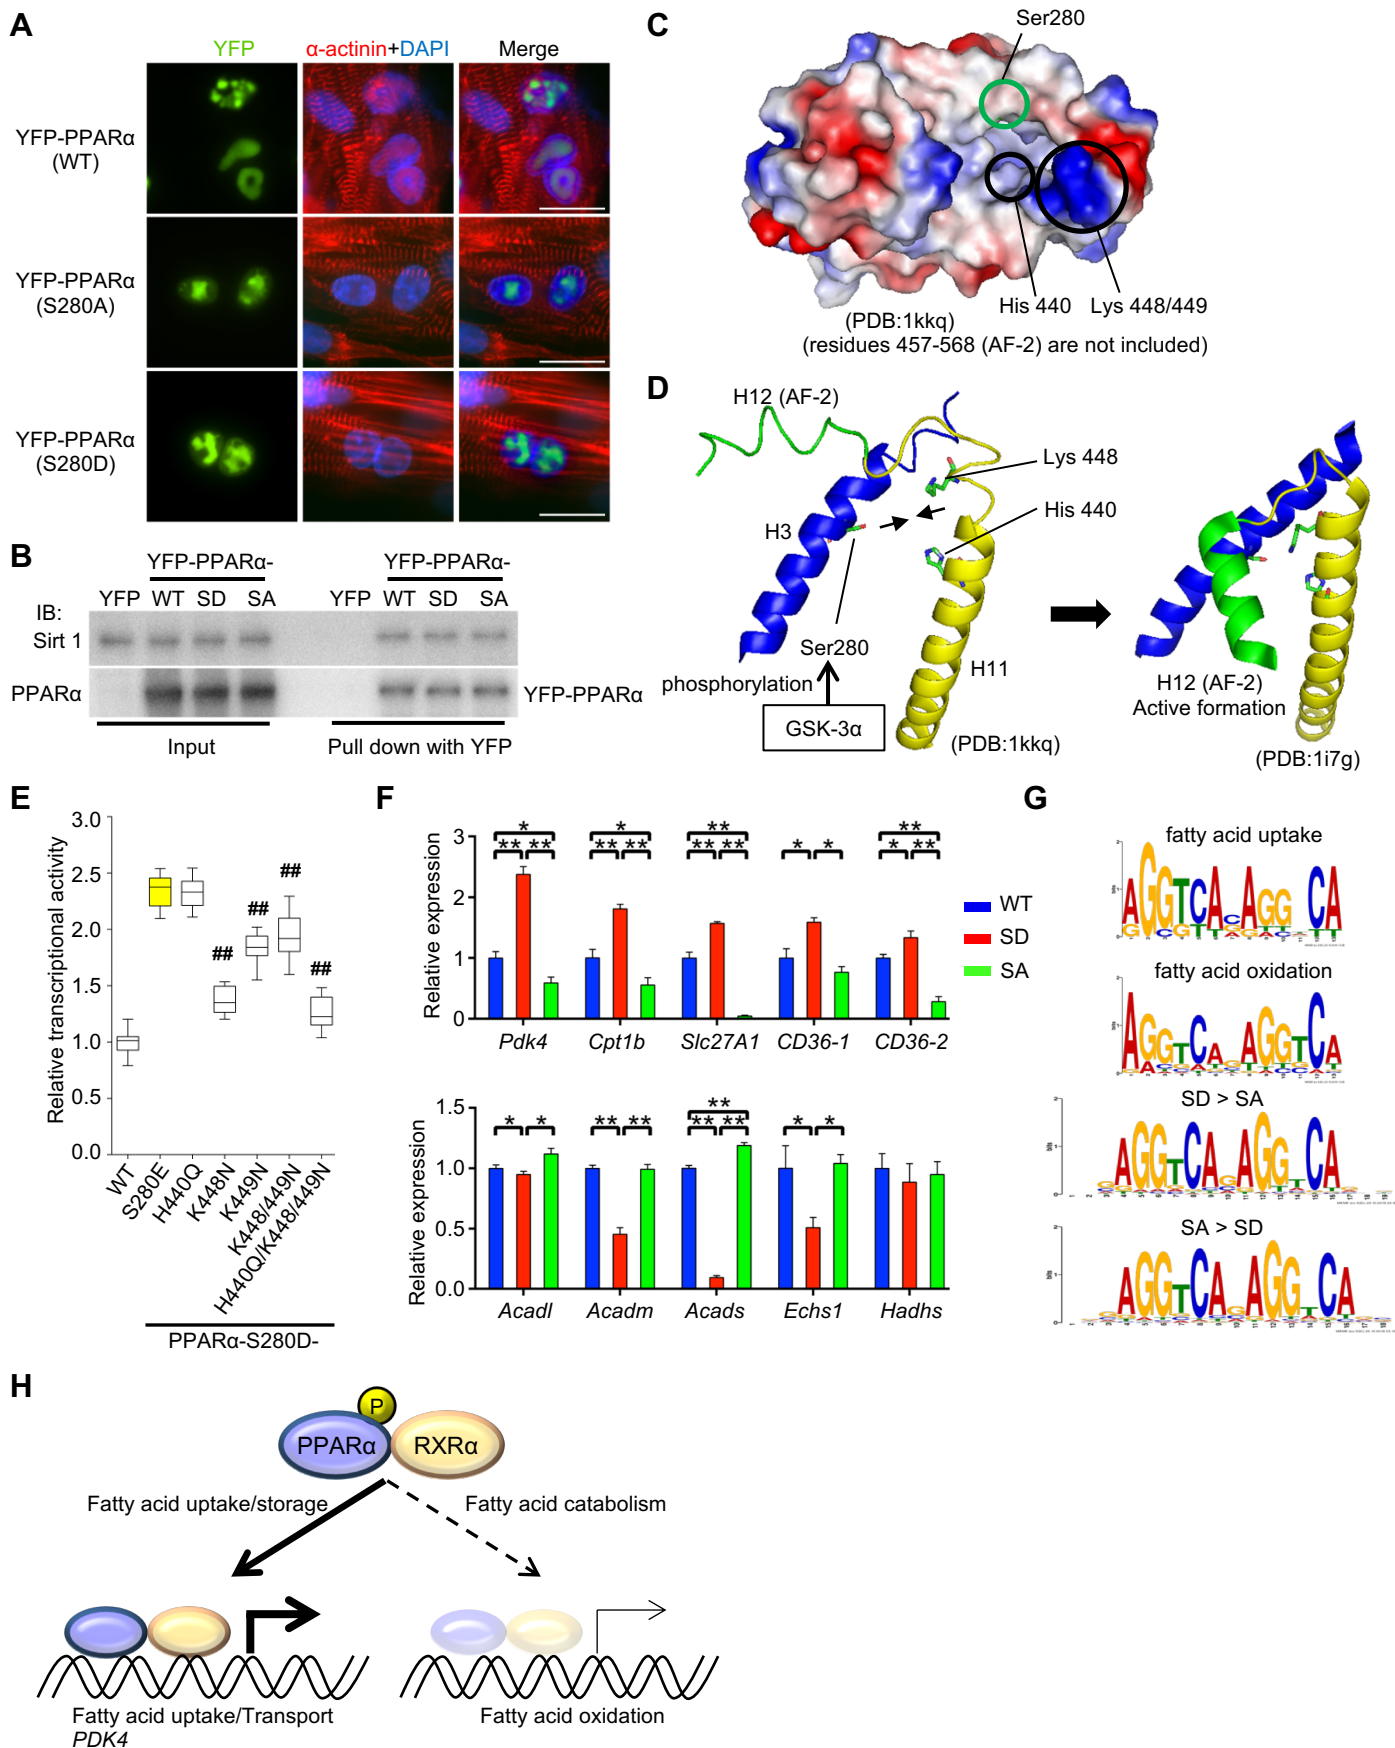 A
YFP
α-actinin+DAPI
Merge
YFP-PPARα
(WT)
YFP-PPARα
(S280A)
YFP-PPARα
(S280D)
B
YFP-PPARα-
YFP-PPARα-
YFP WT SD SA YFP WT SD SA
IB:
Sirt 1
PPARα
YFP-PPARα
Input
Pull down with YFP
C
Ser280
His 440
Lys 448/449
(PDB:1kkq)
(residues 457-568 (AF-2) are not included)
D
H12 (AF-2)
Lys 448
H3
His 440
Ser280
phosphorylation
GSK-3α
H11
(PDB:1kkq)
H12 (AF-2)
Active formation
(PDB:1i7g)
E
Relative transcriptional activity
3.0
2.5
2.0
1.5
1.0
0.5
0.0
##
##
##
##
WT
S280E
H440Q
K448N
K449N
K448/449N
H440Q/K448/449N
PPARα-S280D-
F
Relative expression
3
2
1
0
* * **
** ** ** ** ** ** * * * **
Pdk4 Cpt1b Slc27A1 CD36-1 CD36-2
WT
SD
SA
Relative expression
1.5
1.0
0.5
0.0
**
* * ** ** ** ** * *
Acadl Acadm Acads Echs1 Hadhs
G
fatty acid uptake
fatty acid oxidation
SD > SA
SA > SD
H
P
PPARα
RXRα
Fatty acid uptake/storage
Fatty acid catabolism
Fatty acid uptake/Transport
PDK4
Fatty acid oxidation